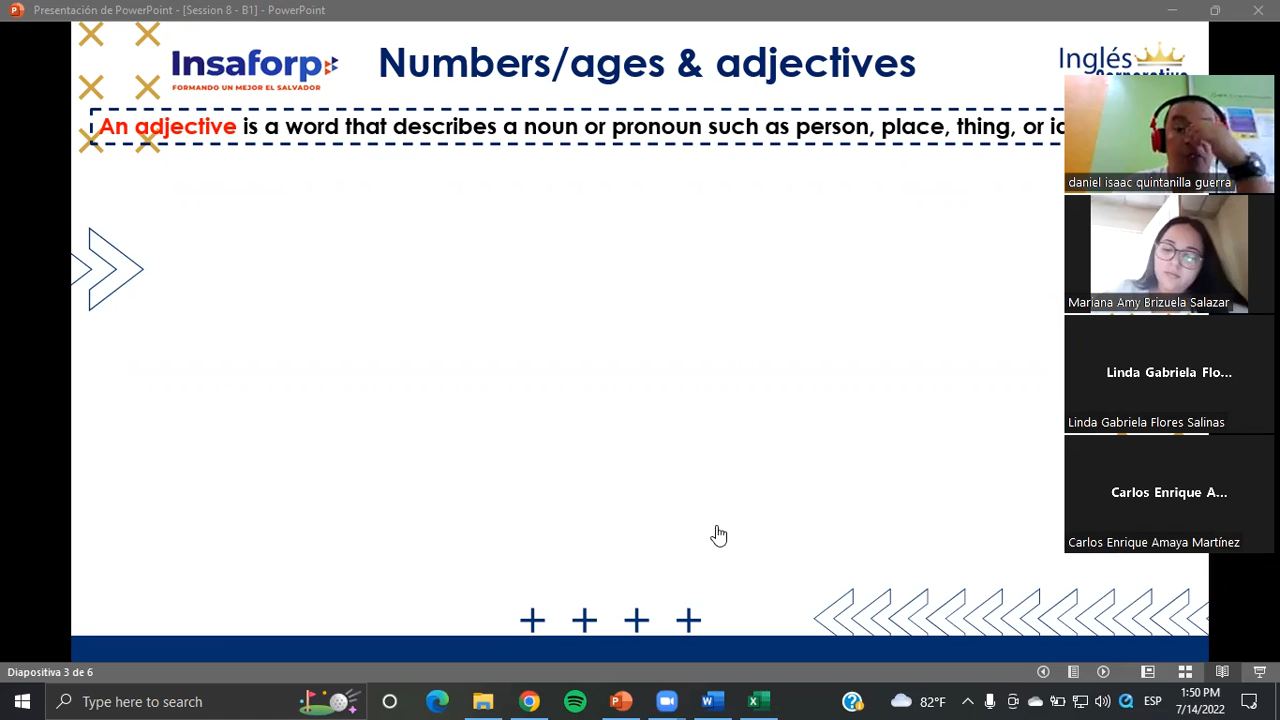 Presentación de PowerPoint - [Session 8 - B1] - PowerPoint
Insaforp
FORMANDO UN MEJOR EL SALVADOR
Numbers/ages & adjectives
Inglés
An adjective is a word that describes a noun or pronoun such as person, place, thing, or
daniel isaac quintanilla guerra
Mariana Amy Brizuela Salazar
Linda Gabriela Flo...
Linda Gabriela Flores Salinas
Carlos Enrique A...
Carlos Enrique Amaya Martínez
Diapositiva 3 de 6
Type here to search
82°F
ESP
1:50 PM
7/14/2022